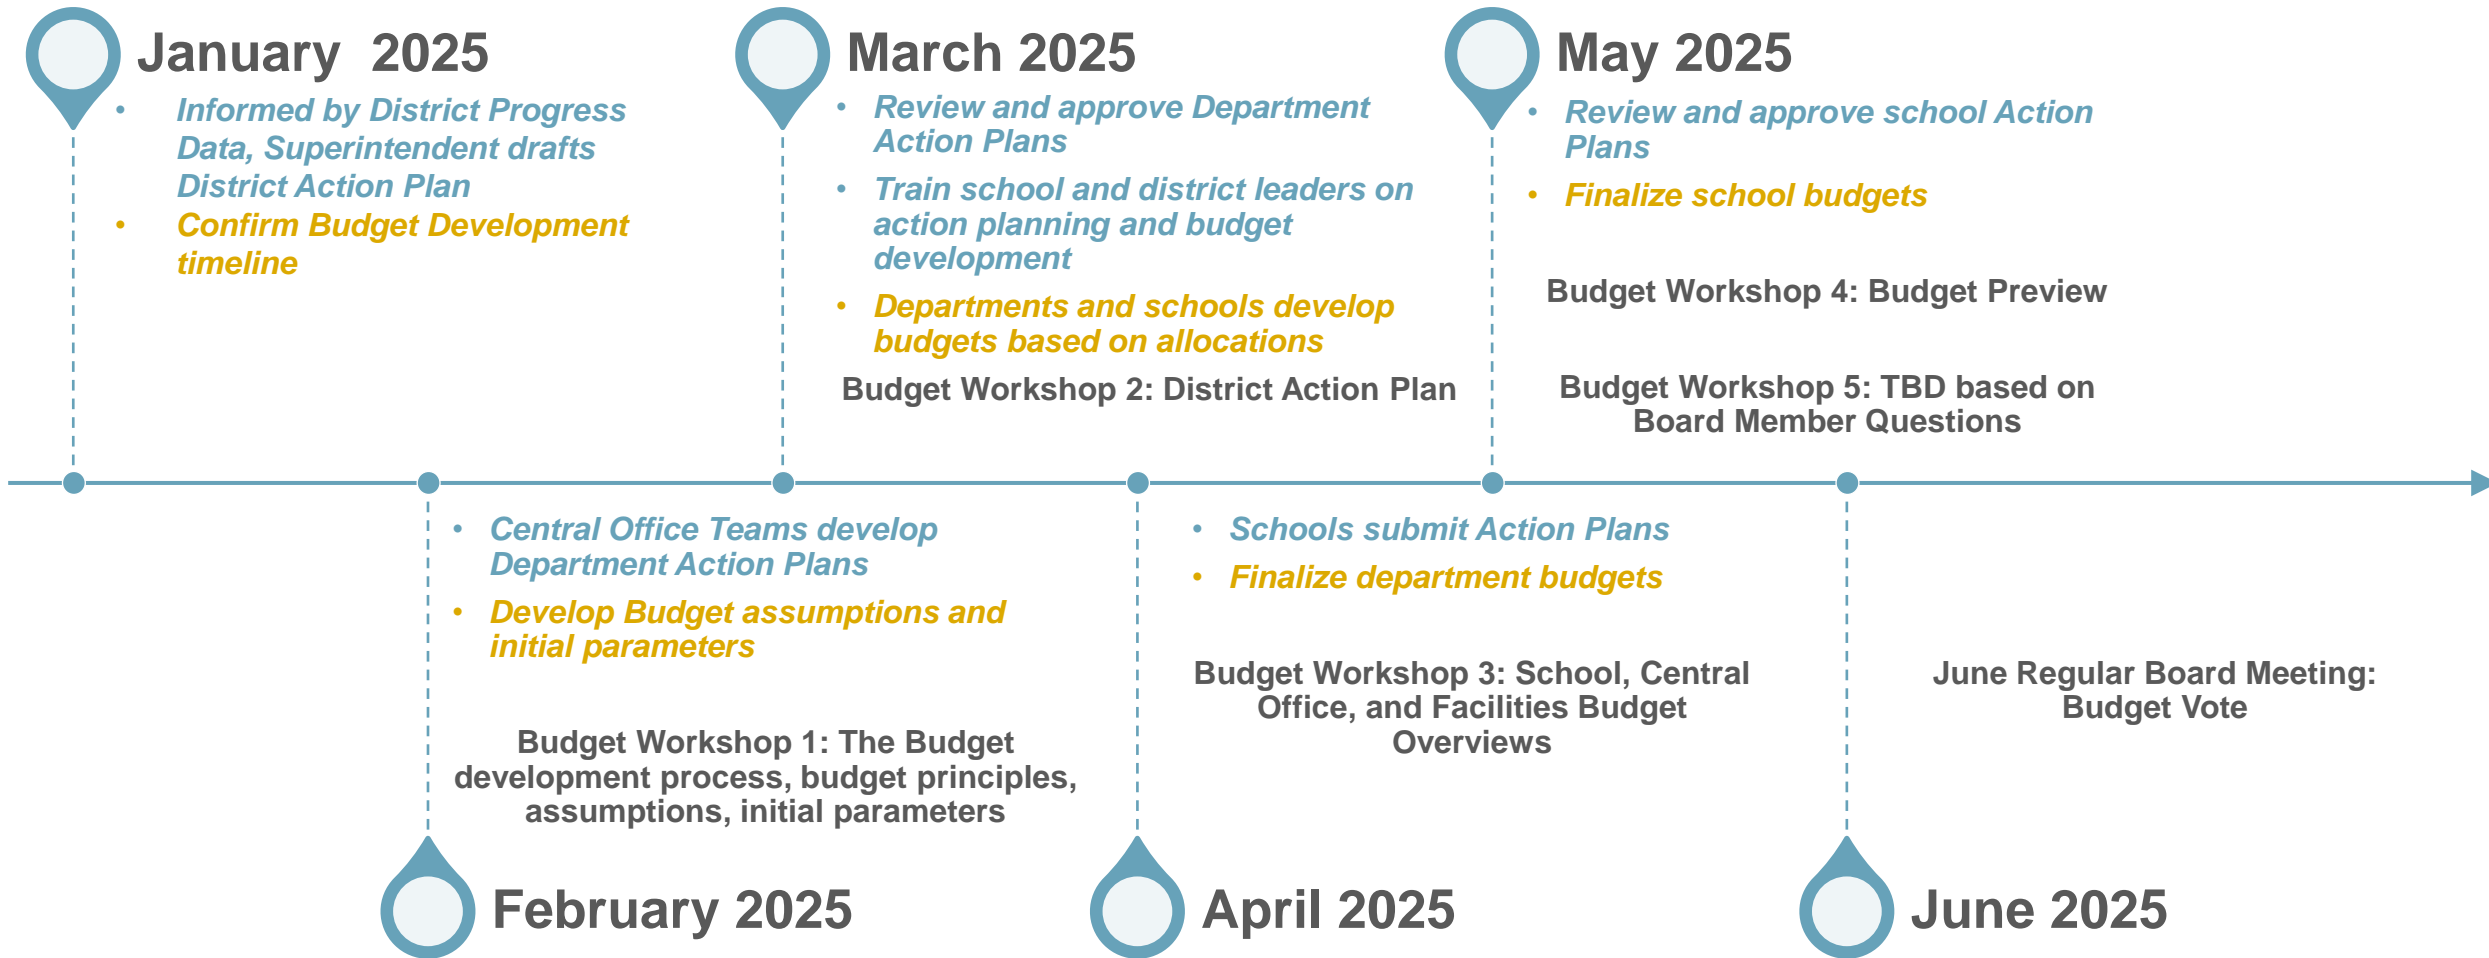 January  2025
• Informed by District Progress
Data, Superintendent drafts
District Action Plan
• Confirm Budget Development
timeline
• Central Office Teams develop
Department Action Plans
• Develop Budget assumptions and
initial parameters
Budget Workshop 1: The Budget
development process, budget principles,
assumptions, initial parameters
February 2025
March 2025
• Review and approve Department
Action Plans
• Train school and district leaders on
action planning and budget
development
• Departments and schools develop
budgets based on allocations
Budget Workshop 2: District Action Plan
• Schools submit Action Plans
• Finalize department budgets
Budget Workshop 3: School, Central
Office, and Facilities Budget
Overviews
April 2025
May 2025
• Review and approve school Action
Plans
• Finalize school budgets
Budget Workshop 4: Budget Preview
Budget Workshop 5: TBD based on
Board Member Questions
June Regular Board Meeting:
Budget Vote
June 2025